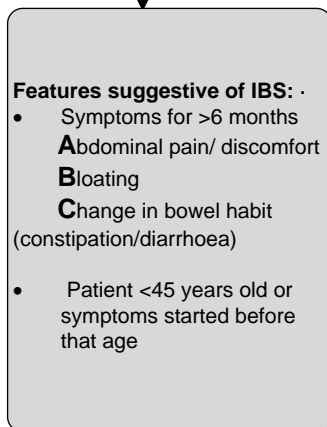 Features suggestive of IBS: ·
• Symptoms for >6 months
Abdominal pain/ discomfort
Bloating
Change in bowel habit
(constipation/diarrhoea)
• Patient <45 years old or
symptoms started before
that age